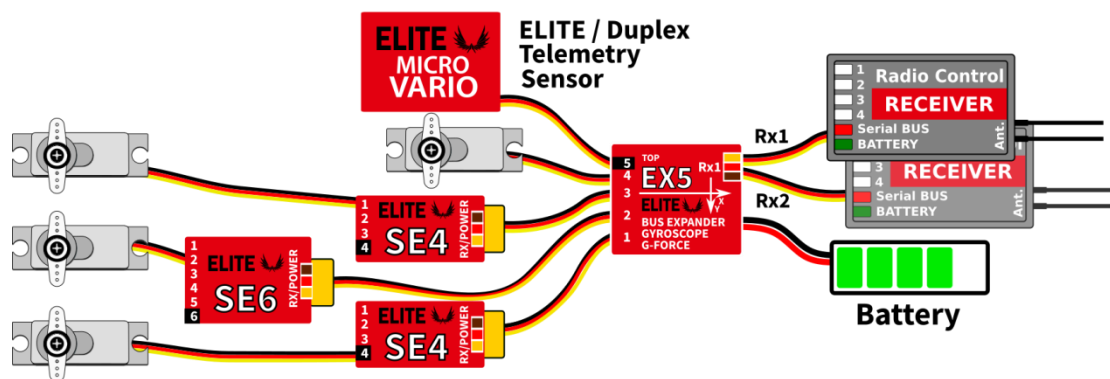 ELITE
MICRO
VARIO
ELITE / Duplex
Telemetry
Sensor
1
2
3
4
Radio Control
RECEIVER
Serial BUS
BATTERY
Ant.
3
4
RECEIVER
Serial BUS
BATTERY
Ant.
Rx1
Rx2
TOP
5
4
3
2
1
Rx1
EX5
X
Y
ELITE
BUS EXPANDER
GYROSCOPE
G-FORCE
1
2
3
4
ELITE
SE4
RX/POWER
1
2
3
4
5
6
ELITE
SE6
RX/POWER
1
2
3
4
ELITE
SE4
RX/POWER
Battery